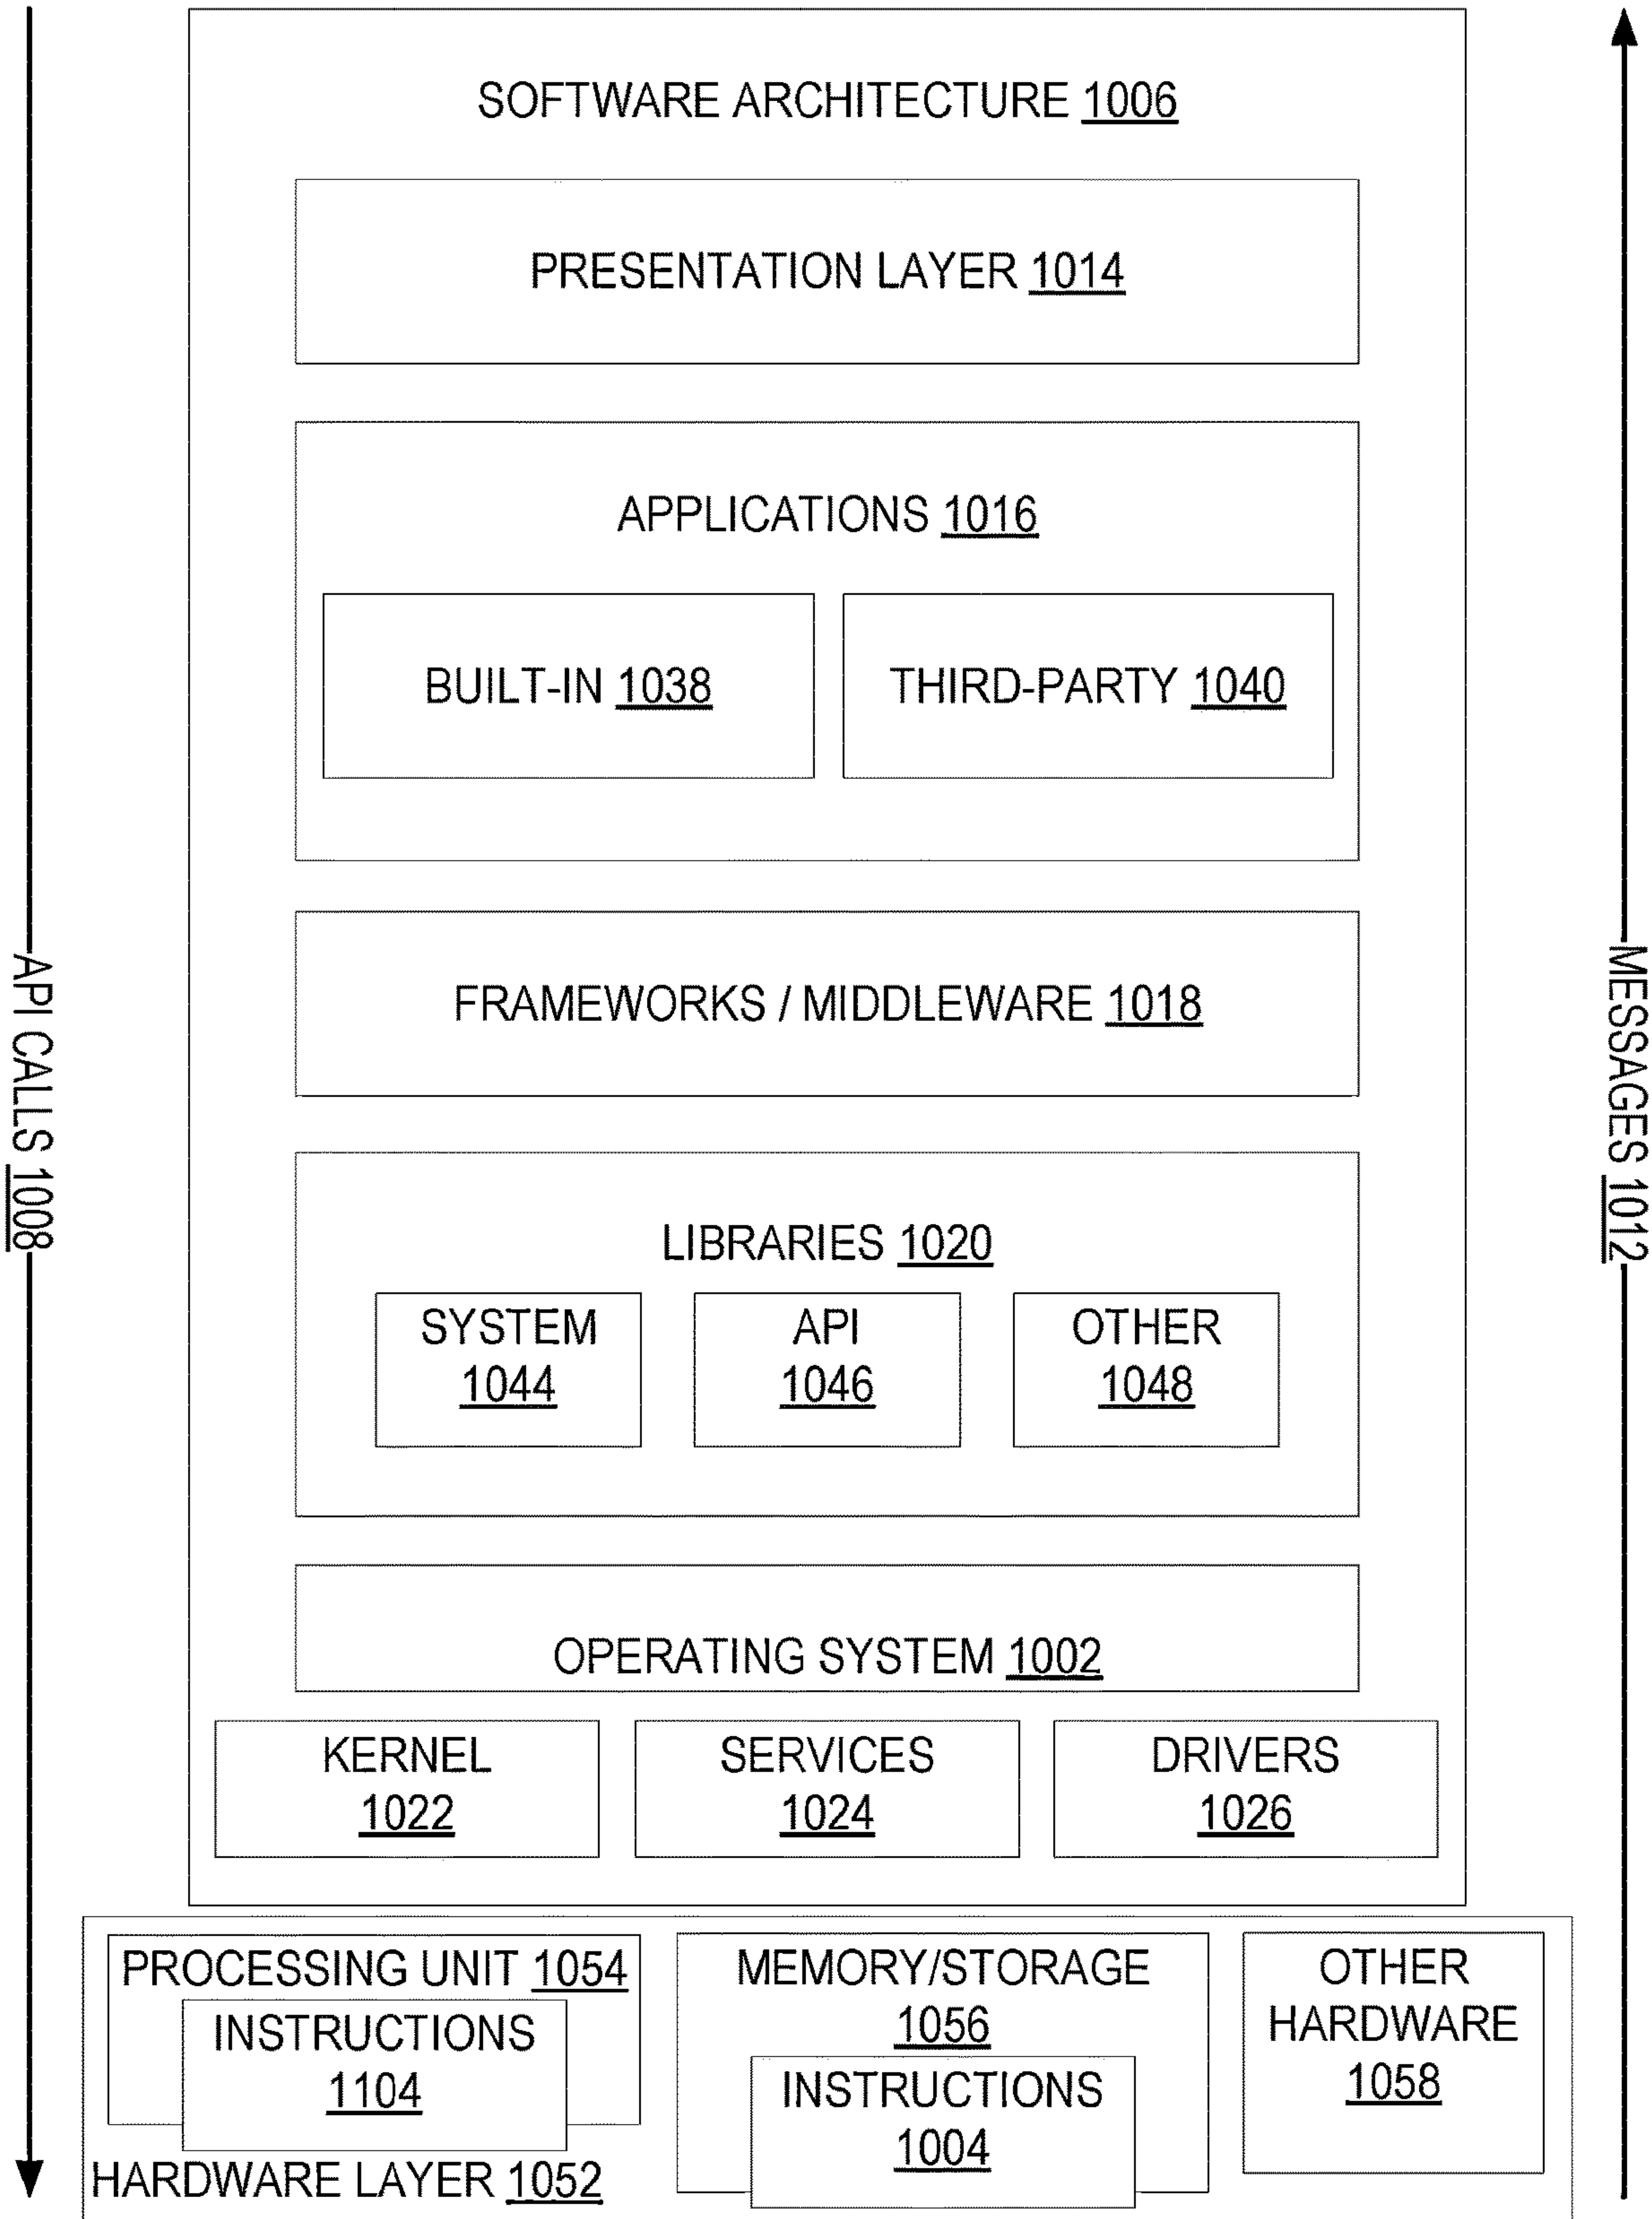 SOFTWARE ARCHITECTURE 1006
PRESENTATION LAYER 1014
APPLICATIONS 1016
BUILT-IN 1038
THIRD-PARTY 1040
FRAMEWORKS / MIDDLEWARE 1018
LIBRARIES 1020
SYSTEM
1044
API
1046
OTHER
1048
OPERATING SYSTEM 1002
KERNEL
1022
SERVICES
1024
DRIVERS
1026
PROCESSING UNIT 1054
INSTRUCTIONS
1104
MEMORY/STORAGE
1056
INSTRUCTIONS
1004
OTHER
HARDWARE
1058
HARDWARE LAYER 1052
API CALLS 1008
MESSAGES 1012